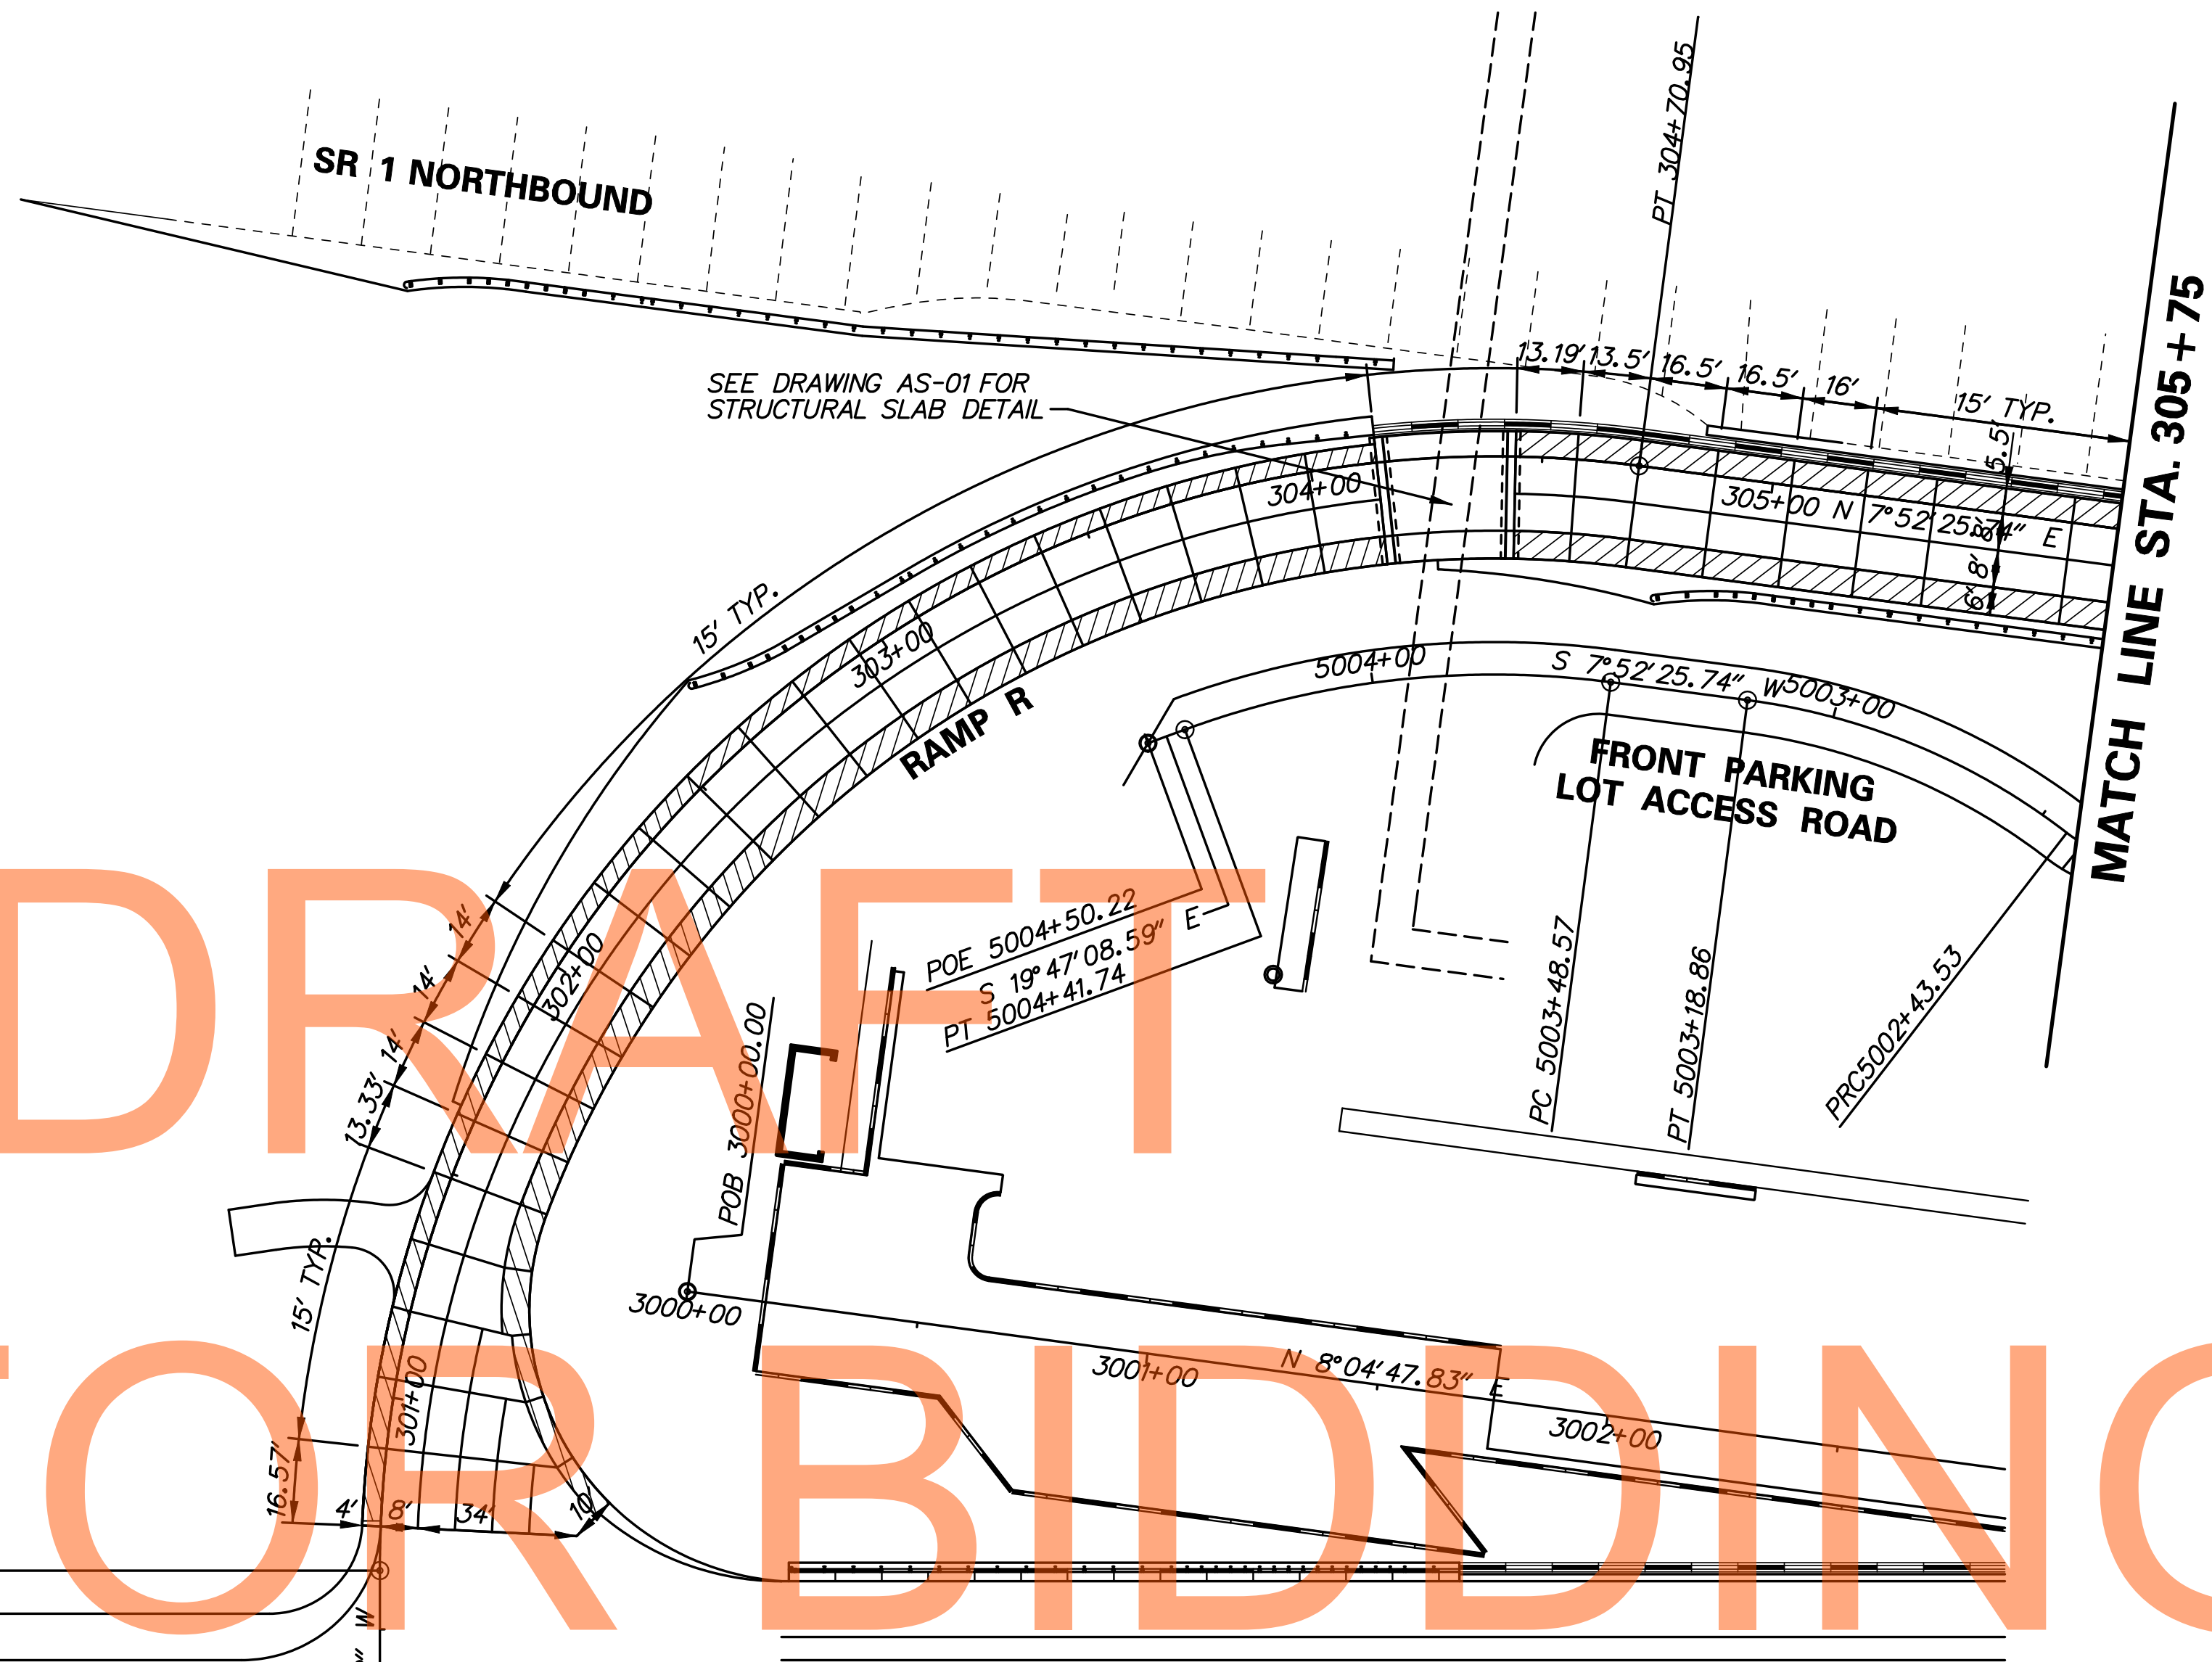 PT 304+70.95
SR 1 NORTHBOUND
MATCH LINE STA. 305+75
SEE DRAWING AS-01 FOR
STRUCTURAL SLAB DETAIL
13.19'
13.5'
16.5'
16.5'
16'
15' TYP.
5.5'
304+00
305+00
N 7°52'25.74" E
8'
8'
6'
15' TYP.
303+00
RAMP R
5004+00
S 7°52'25.74" W
5003+00
FRONT PARKING
LOT ACCESS ROAD
14'
14'
14'
13.33'
302+00
POE 5004+50.22
S 19°47'08.59" E
PT 5004+41.74
PC 5003+48.57
PT 5003+18.86
PRC5002+43.53
DRAFT
POB 3000+00.00
3000+00
15' TYP.
3001+00
N 8°04'47.83" E
3002+00
301+00
16.57'
4'
8'
34'
10'
FOR BIDDING
W